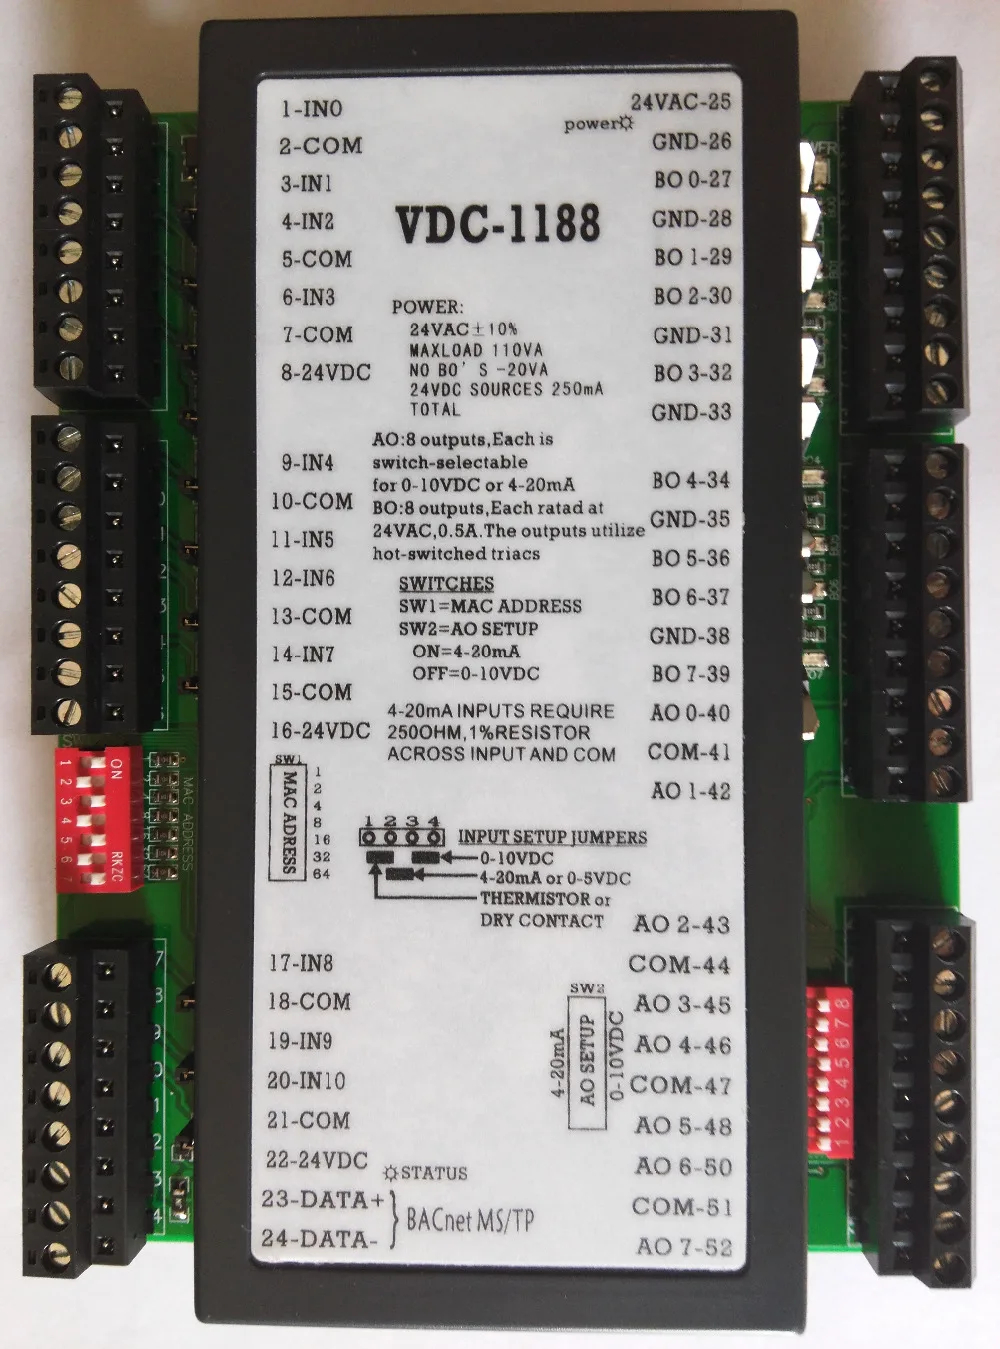 1-IN0
2-COM
3-IN1
4-IN2
5-COM
6-IN3
7-COM
8-24VDC
9-IN4
10-COM
11-IN5
12-IN6
13-COM
14-IN7
15-COM
16-24VDC
17-IN8
18-COM
19-IN9
20-IN10
21-COM
22-24VDC
23-DATA+
24-DATA-
BACnet MS/TP
STATUS
VDC-1188
POWER:
24VAC±10%
MAXLOAD 110VA
NO BO'S -20VA
24VDC SOURCES 250mA
TOTAL
AO:8 outputs,Each is
switch-selectable
for 0-10VDC or 4-20mA
BO:8 outputs,Each ratad at
24VAC,0.5A.The outputs utilize
hot-switched triacs
SWITCHES
SW1=MAC ADDRESS
SW2=AO SETUP
ON=4-20mA
OFF=0-10VDC
4-20mA INPUTS REQUIRE
250OHM,1%RESISTOR
ACROSS INPUT AND COM
SW1
MAC ADRESS
1
2
4
8
16
32
64
1 2 3 4
INPUT SETUP JUMPERS
0-10VDC
4-20mA or 0-5VDC
THERMISTOR or
DRY CONTACT
SW2
4-20mA
AO SETUP
0-10VDC
24VAC-25
power
GND-26
BO 0-27
GND-28
BO 1-29
BO 2-30
GND-31
BO 3-32
GND-33
BO 4-34
GND-35
BO 5-36
BO 6-37
GND-38
BO 7-39
AO 0-40
COM-41
AO 1-42
AO 2-43
COM-44
AO 3-45
AO 4-46
COM-47
AO 5-48
AO 6-50
COM-51
AO 7-52
ON
1 2 3 4 5 6 7
RKZC
MAC ADDRESS
1 2 3 4 5 6 7 8